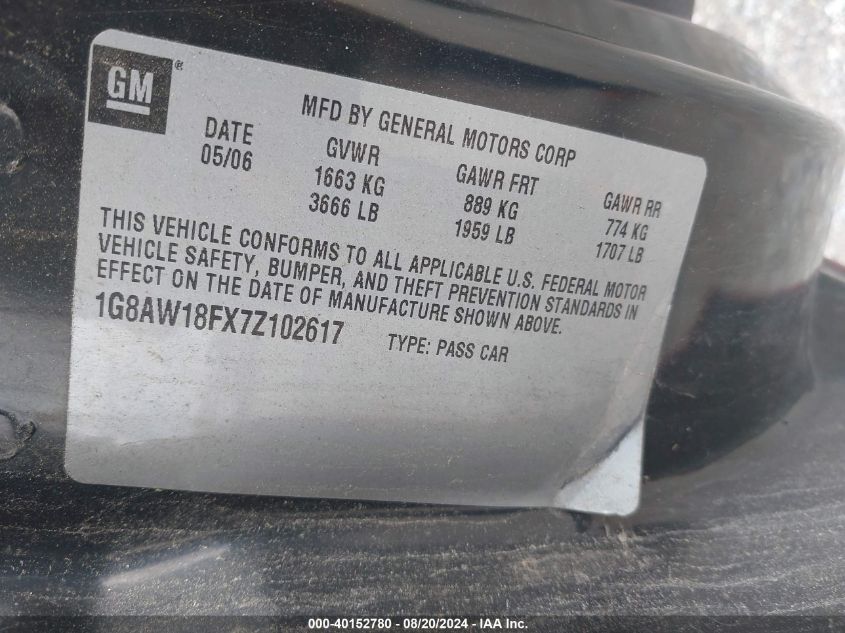 GM®
MFD BY GENERAL MOTORS CORP
DATE GVWR GAWR FRT GAWR RR
05/06 1663 KG 889 KG 774 KG
3666 LB 1959 LB 1707 LB
THIS VEHICLE CONFORMS TO ALL APPLICABLE U.S. FEDERAL MOTOR
VEHICLE SAFETY, BUMPER, AND THEFT PREVENTION STANDARDS IN
EFFECT ON THE DATE OF MANUFACTURE SHOWN ABOVE.
1G8AW18FX7Z102617 TYPE: PASS CAR
000-40152780 - 08/20/2024 - IAA Inc.